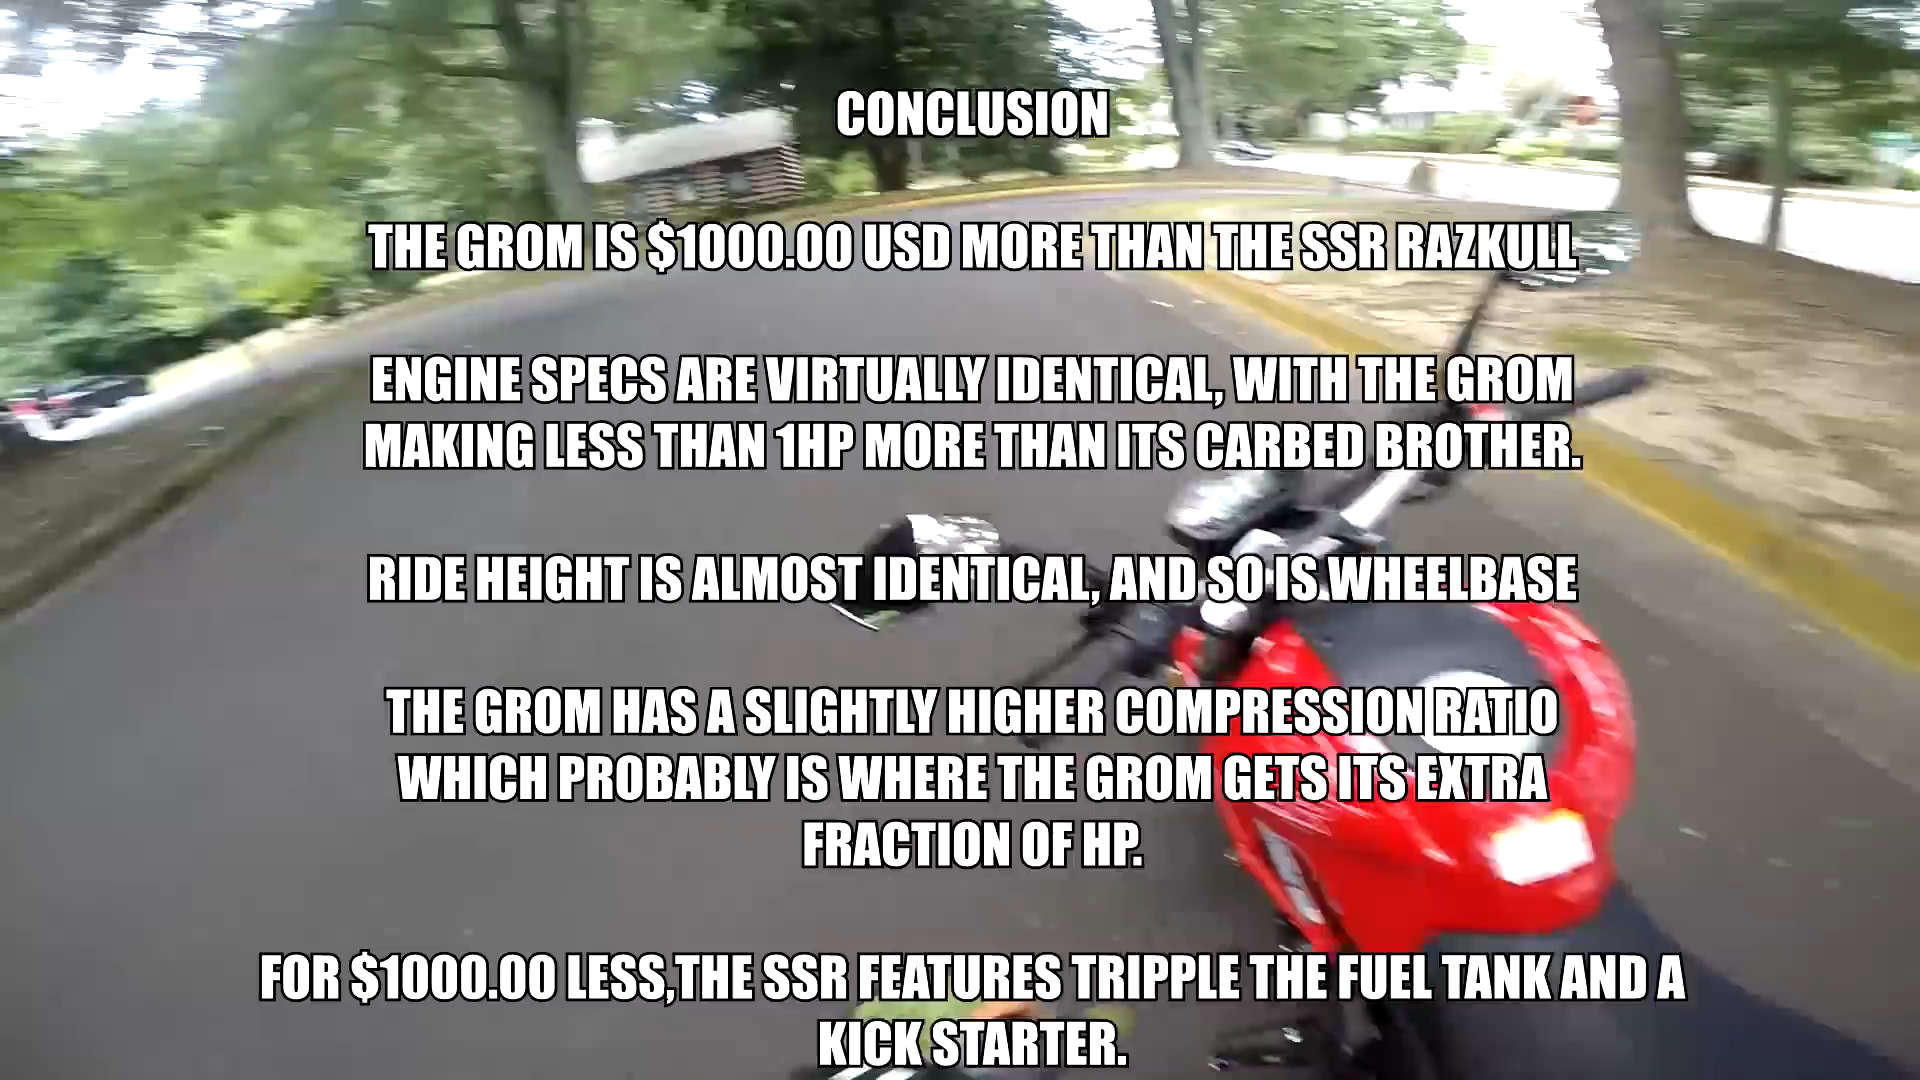 CONCLUSION
THE GROM IS $1000.00 USD MORE THAN THE SSR RAZKULL
ENGINE SPECS ARE VIRTUALLY IDENTICAL, WITH THE GROM
MAKING LESS THAN 1HP MORE THAN ITS CARBED BROTHER.
RIDE HEIGHT IS ALMOST IDENTICAL, AND SO IS WHEELBASE
THE GROM HAS A SLIGHTLY HIGHER COMPRESSION RATIO
WHICH PROBABLY IS WHERE THE GROM GETS ITS EXTRA
FRACTION OF HP.
FOR $1000.00 LESS,THE SSR FEATURES TRIPPLE THE FUEL TANK AND A
KICK STARTER.